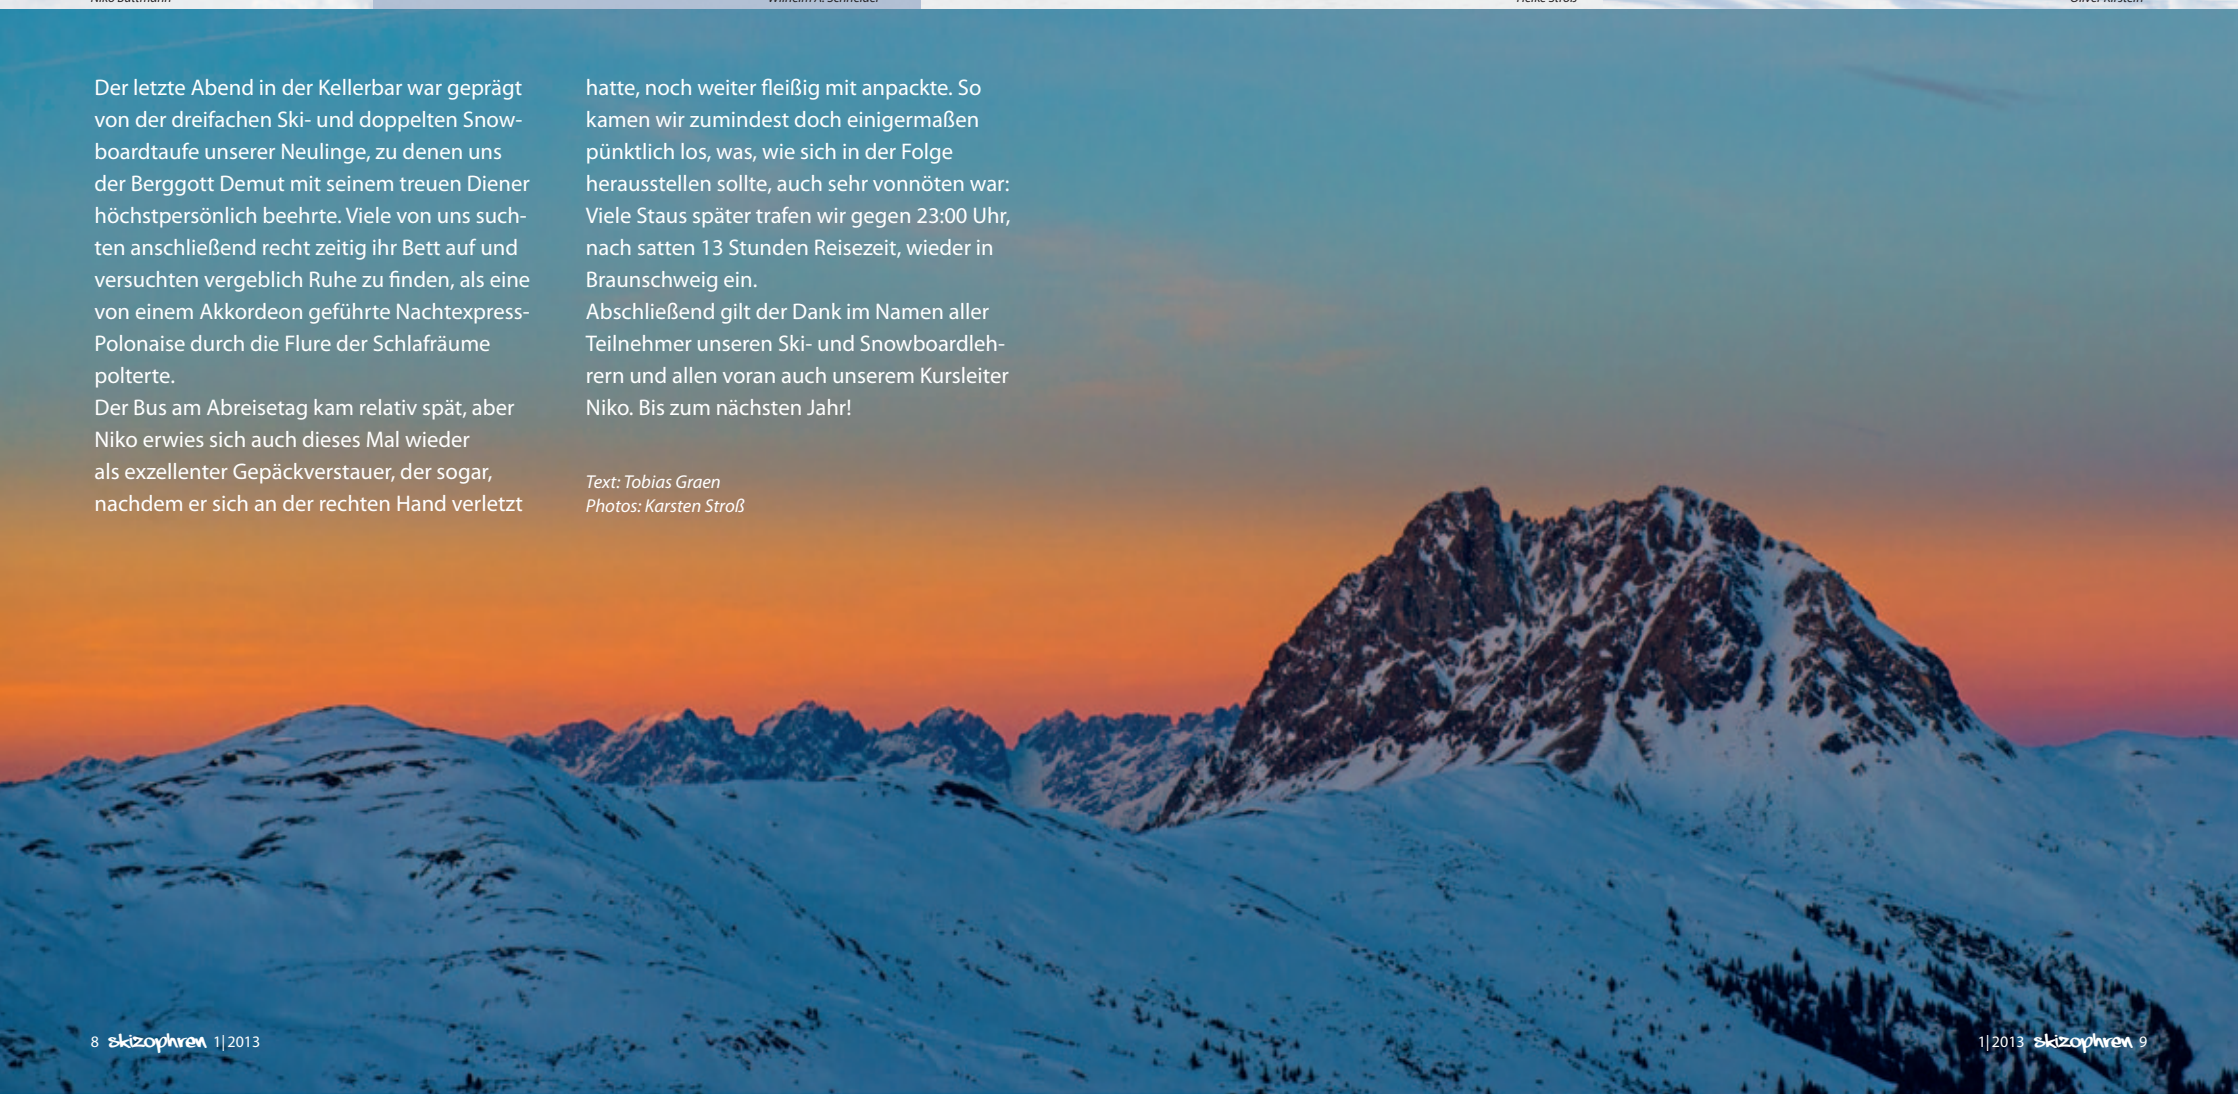 Der letzte Abend in der Kellerbar war geprägt
von der dreifachen Ski- und doppelten Snow-
boardtaufe unserer Neulinge, zu denen uns
der Berggott Demut mit seinem treuen Diener
höchstpersönlich beehrte. Viele von uns such-
ten anschließend recht zeitig ihr Bett auf und
versuchten vergeblich Ruhe zu finden, als eine
von einem Akkordeon geführte Nachtexpress-
Polonaise durch die Flure der Schlafräume
polterte.
Der Bus am Abreisetag kam relativ spät, aber
Niko erwies sich auch dieses Mal wieder
als exzellenter Gepäckverstauer, der sogar,
nachdem er sich an der rechten Hand verletzt
hatte, noch weiter fleißig mit anpackte. So
kamen wir zumindest doch einigermaßen
pünktlich los, was, wie sich in der Folge
herausstellen sollte, auch sehr vonnöten war:
Viele Staus später trafen wir gegen 23:00 Uhr,
nach satten 13 Stunden Reisezeit, wieder in
Braunschweig ein.
Abschließend gilt der Dank im Namen aller
Teilnehmer unseren Ski- und Snowboardleh-
rern und allen voran auch unserem Kursleiter
Niko. Bis zum nächsten Jahr!
Text: Tobias Graen
Photos: Karsten Stroß
8 skizophren 1|2013
1|2013 skizophren 9